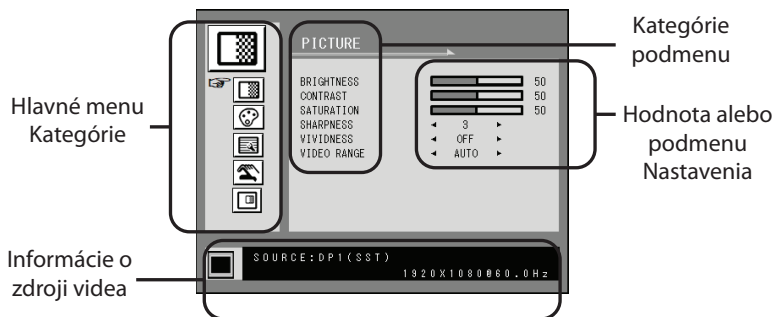 Hlavné menu
Kategórie
PICTURE
BRIGHTNESS 50
CONTRAST 50
SATURATION 50
SHARPNESS 3
VIVIDNESS OFF
VIDEO RANGE AUTO
Kategórie
podmenu
Hodnota alebo
podmenu
Nastavenia
Informácie o
zdroji videa
SOURCE:DP1(SST)
1920X1080@60.0Hz